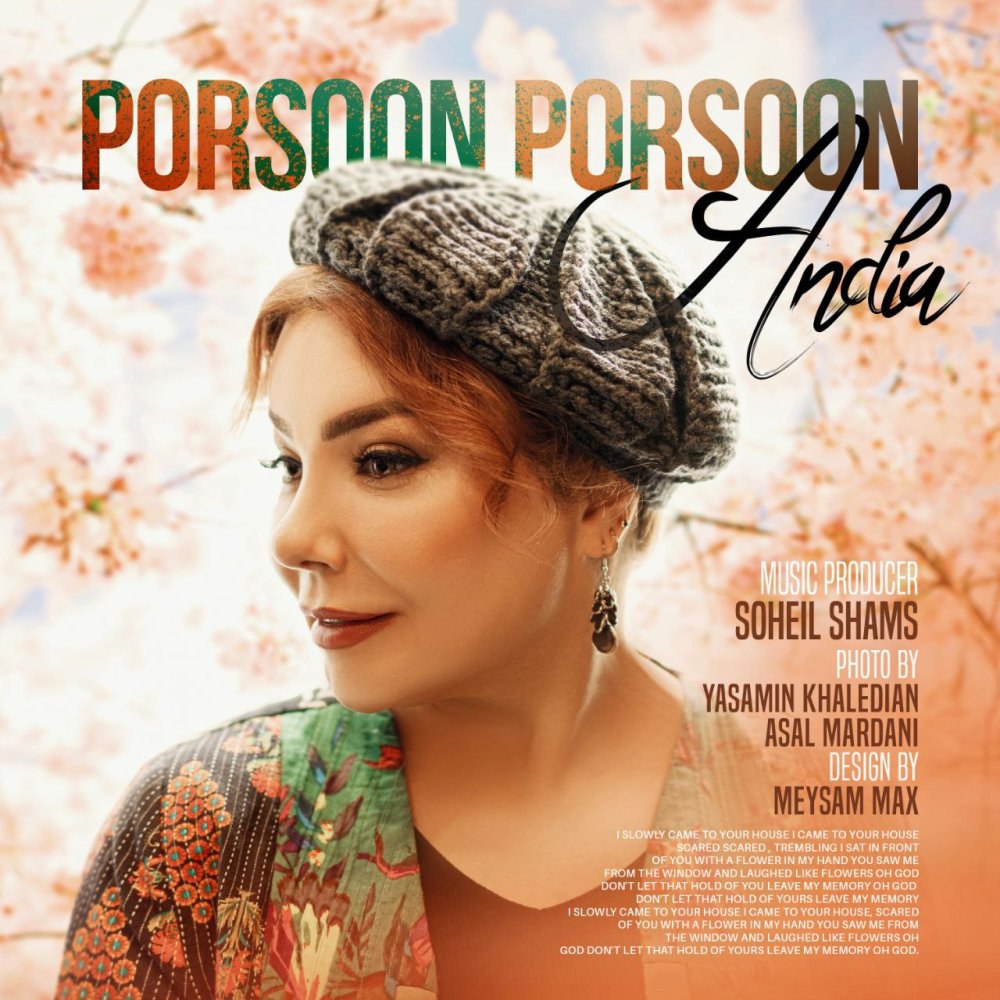 PORSOON PORSOON
Andia
MUSIC PRODUCER
SOHEIL SHAMS
PHOTO BY
YASAMIN KHALEDIAN
ASAL MARDANI
DESIGN BY
MEYSAM MAX
I SLOWLY CAME TO YOUR HOUSE I CAME TO YOUR HOUSE
SCARED SCARED , TREMBLING I SAT IN FRONT
OF YOU WITH A FLOWER IN MY HAND YOU SAW ME
FROM THE WINDOW AND LAUGHED LIKE FLOWERS OH GOD
DON'T LET THAT HOLD OF YOU LEAVE MY MEMORY OH GOD
DON'T LET THAT HOLD OF YOURS LEAVE MY MEMORY
I SLOWLY CAME TO YOUR HOUSE I CAME TO YOUR HOUSE, SCARED
OF YOU WITH A FLOWER IN MY HAND YOU SAW ME FROM
THE WINDOW AND LAUGHED LIKE FLOWERS OH
GOD DON'T LET THAT HOLD OF YOURS LEAVE MY MEMORY OH GOD.